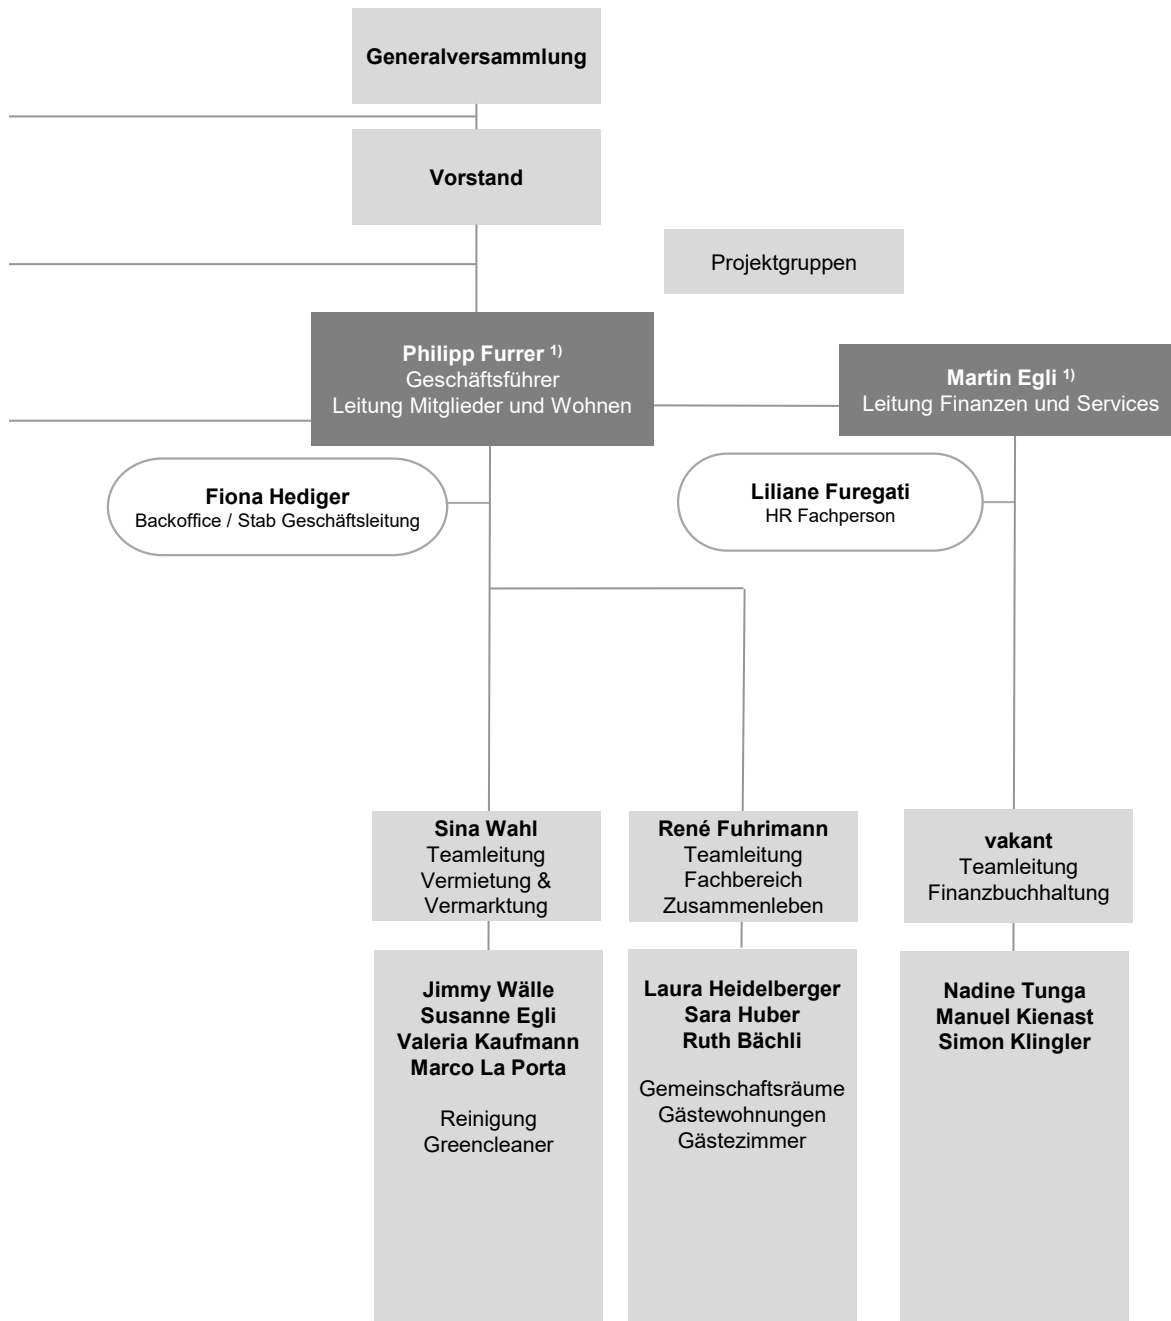 Generalversammlung
Vorstand
Projektgruppen
Philipp Furrer ¹⁾
Geschäftsführer
Leitung Mitglieder und Wohnen
Martin Egli ¹⁾
Leitung Finanzen und Services
Fiona Hediger
Backoffice / Stab Geschäftsleitung
Liliane Furegati
HR Fachperson
Sina Wahl
Teamleitung
Vermietung &
Vermarktung
René Fuhrimann
Teamleitung
Fachbereich
Zusammenleben
vakant
Teamleitung
Finanzbuchhaltung
Jimmy Wälle
Susanne Egli
Valeria Kaufmann
Marco La Porta
Reinigung
Greencleaner
Laura Heidelberger
Sara Huber
Ruth Bächli
Gemeinschaftsräume
Gästewohnungen
Gästezimmer
Nadine Tunga
Manuel Kienast
Simon Klingler